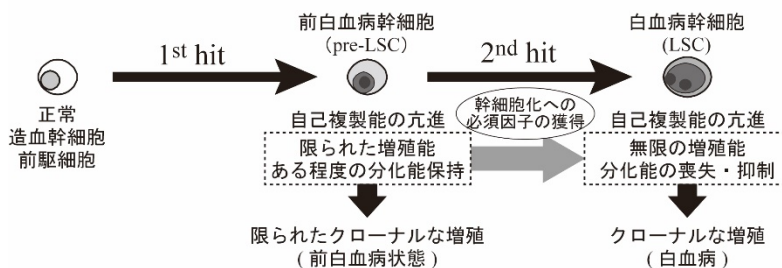 前白血病幹細胞
(pre-LSC)
白血病幹細胞
(LSC)
1st hit
2nd hit
正常
造血幹細胞
前駆細胞
幹細胞化への
必須因子の獲得
自己複製能の亢進
限られた増殖能
ある程度の分化能保持
自己複製能の亢進
無限の増殖能
分化能の喪失・抑制
限られたクローナルな増殖
(前白血病状態)
クローナルな増殖
(白血病)